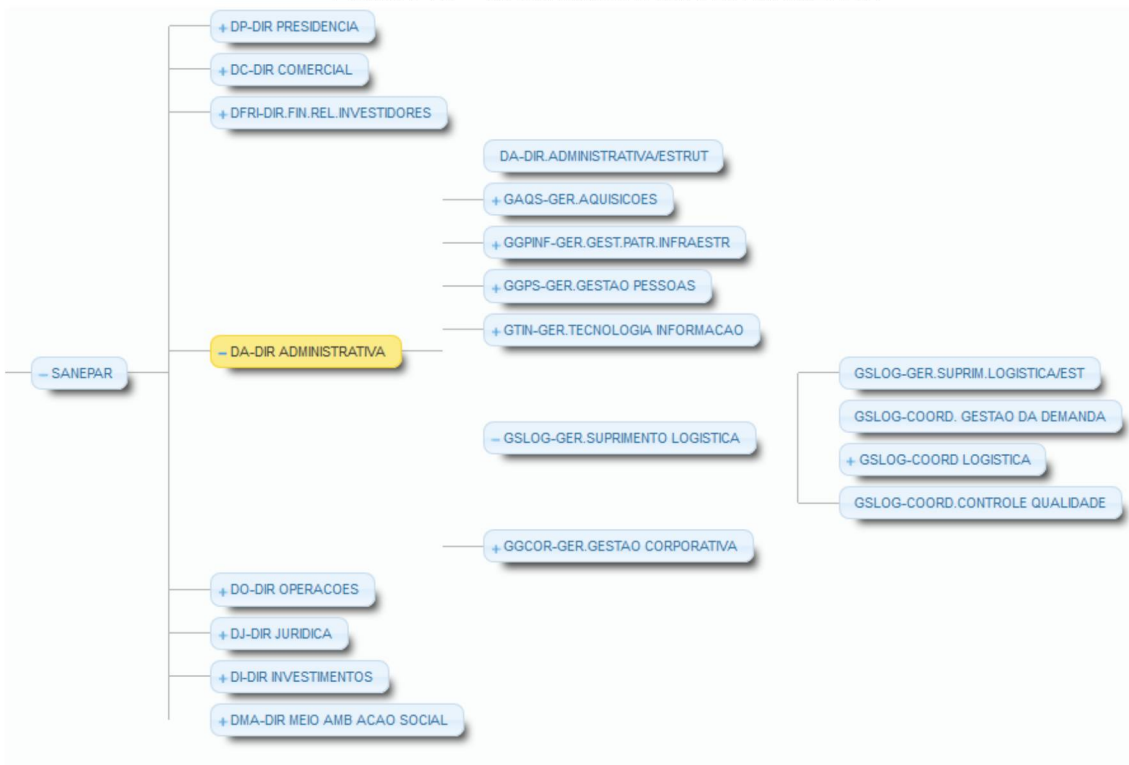 + DP-DIR PRESIDENCIA
+ DC-DIR COMERCIAL
+ DFRI-DIR.FIN.REL.INVESTIDORES
DA-DIR.ADMINISTRATIVA/ESTRUT
+ GAQS-GER.AQUISICOES
+ GGPINF-GER.GEST.PATR.INFRAESTR
+ GGPS-GER.GESTAO PESSOAS
+ GTIN-GER.TECNOLOGIA INFORMACAO
- DA-DIR ADMINISTRATIVA
- SANEPAR
GSLOG-GER.SUPRIM.LOGISTICA/EST
GSLOG-COORD. GESTAO DA DEMANDA
- GSLOG-GER.SUPRIMENTO LOGISTICA
+ GSLOG-COORD LOGISTICA
GSLOG-COORD.CONTROLE QUALIDADE
+ GGCOR-GER.GESTAO CORPORATIVA
+ DO-DIR OPERACOES
+ DJ-DIR JURIDICA
+ DI-DIR INVESTIMENTOS
+ DMA-DIR MEIO AMB ACAO SOCIAL